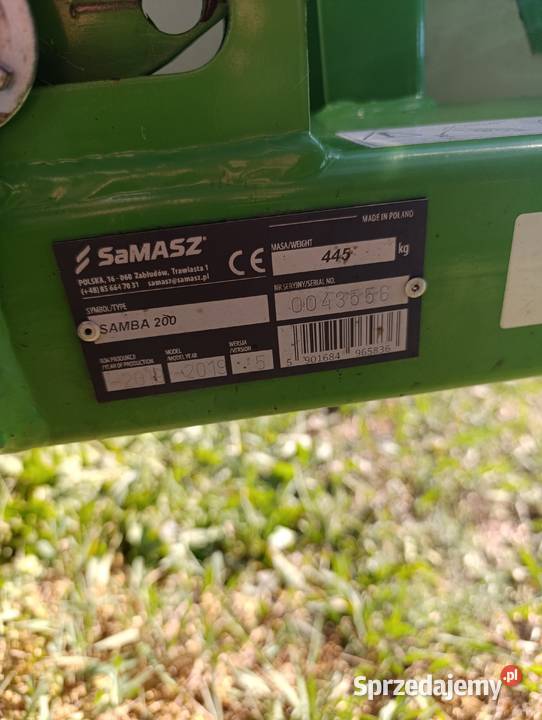 MADE IN POLAND
SaMASZ
POLSKA, 16 - 060 Zabłudów, Trawiasta 1
(+48) 85 664 70 31 samasz@samasz.pl
CE
MASA/WEIGHT
445 kg
NR SERYJNY/SERIAL NO.
0043556
SYMBOL/TYPE
SAMBA 200
ROK PRODUKCJI
/YEAR OF PRODUCTION
MODEL
/MODEL YEAR
2019
WERSJA
/VERSION
5 901684 965836
Sprzedajemy.pl